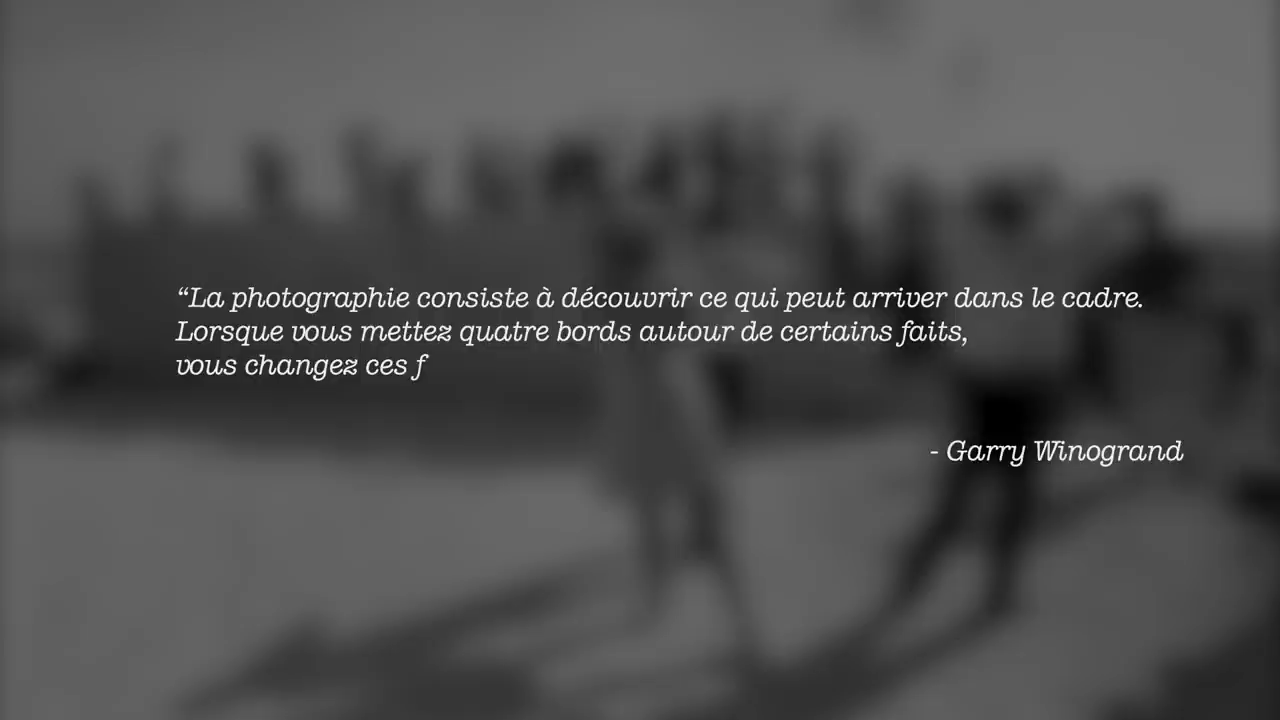 “La photographie consiste à découvrir ce qui peut arriver dans le cadre.
Lorsque vous mettez quatre bords autour de certains faits,
vous changez ces f
- Garry Winogrand